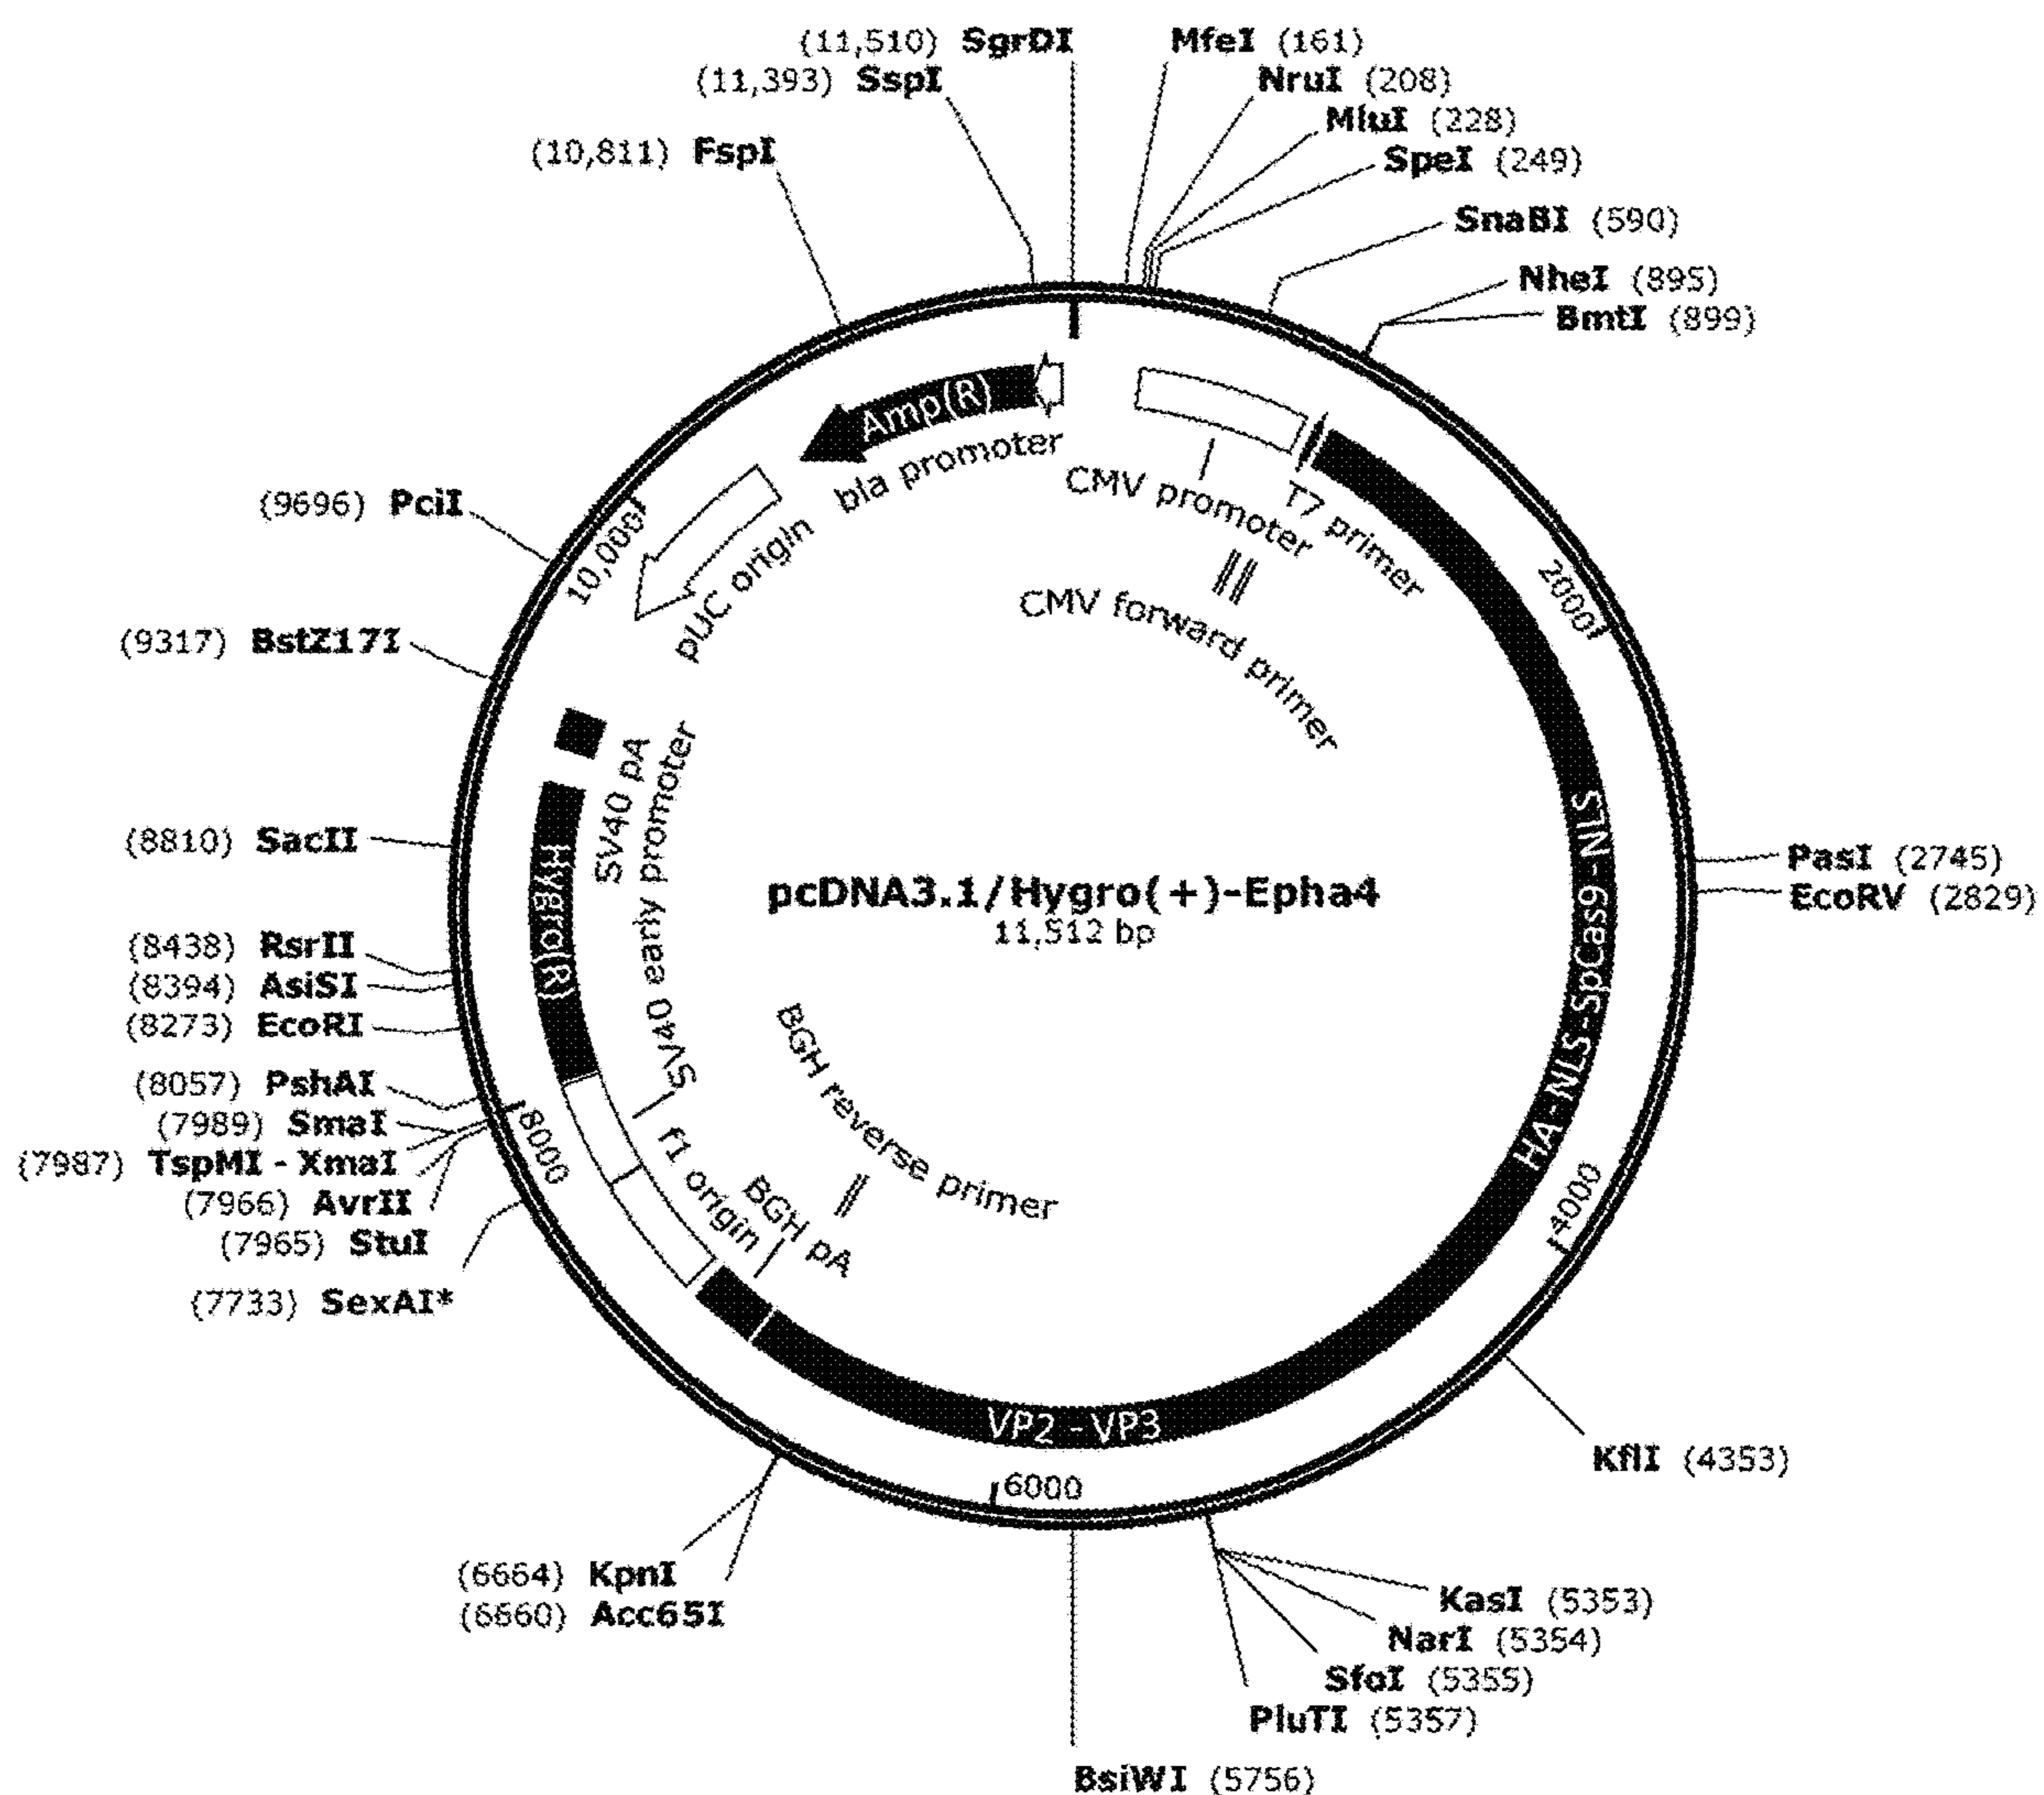 (11,510) SgrDI
MfeI (161)
(11,393) SspI
NruI (208)
MluI (228)
(10,811) FspI
SpeI (249)
SnaBI (590)
NheI (895)
BmtI (899)
Amp(R)
bla promoter
CMV promoter
T7 primer
(9696) PciI
10,000
pUC origin
2000
CMV forward primer
(9317) BstZ17I
SV40 pA
SV40 early promoter
(8810) SacII
Hygro(R)
pcDNA3.1/Hygro(+)-Epha4
11,512 bp
HA-NLS-SpCas9-NLS
PasI (2745)
EcoRV (2829)
(8438) RsrII
(8394) AsiSI
(8273) EcoRI
(8057) PshAI
(7989) SmaI
(7987) TspMI - XmaI
(7966) AvrII
(7965) StuI
(7733) SexAI*
8000
f1 origin
BGH pA
BGH reverse primer
4000
VP2 - VP3
KflI (4353)
6000
(6664) KpnI
(6660) Acc65I
KasI (5353)
NarI (5354)
SfoI (5355)
PluTI (5357)
BsiWI (5756)